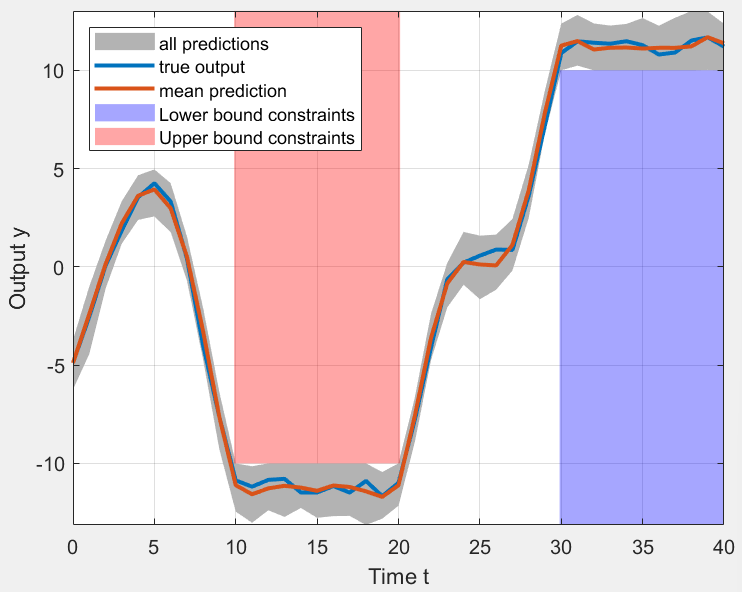 all predictions
true output
mean prediction
Lower bound constraints
Upper bound constraints
10
5
0
-5
-10
Output y
0 5 10 15 20 25 30 35 40
Time t